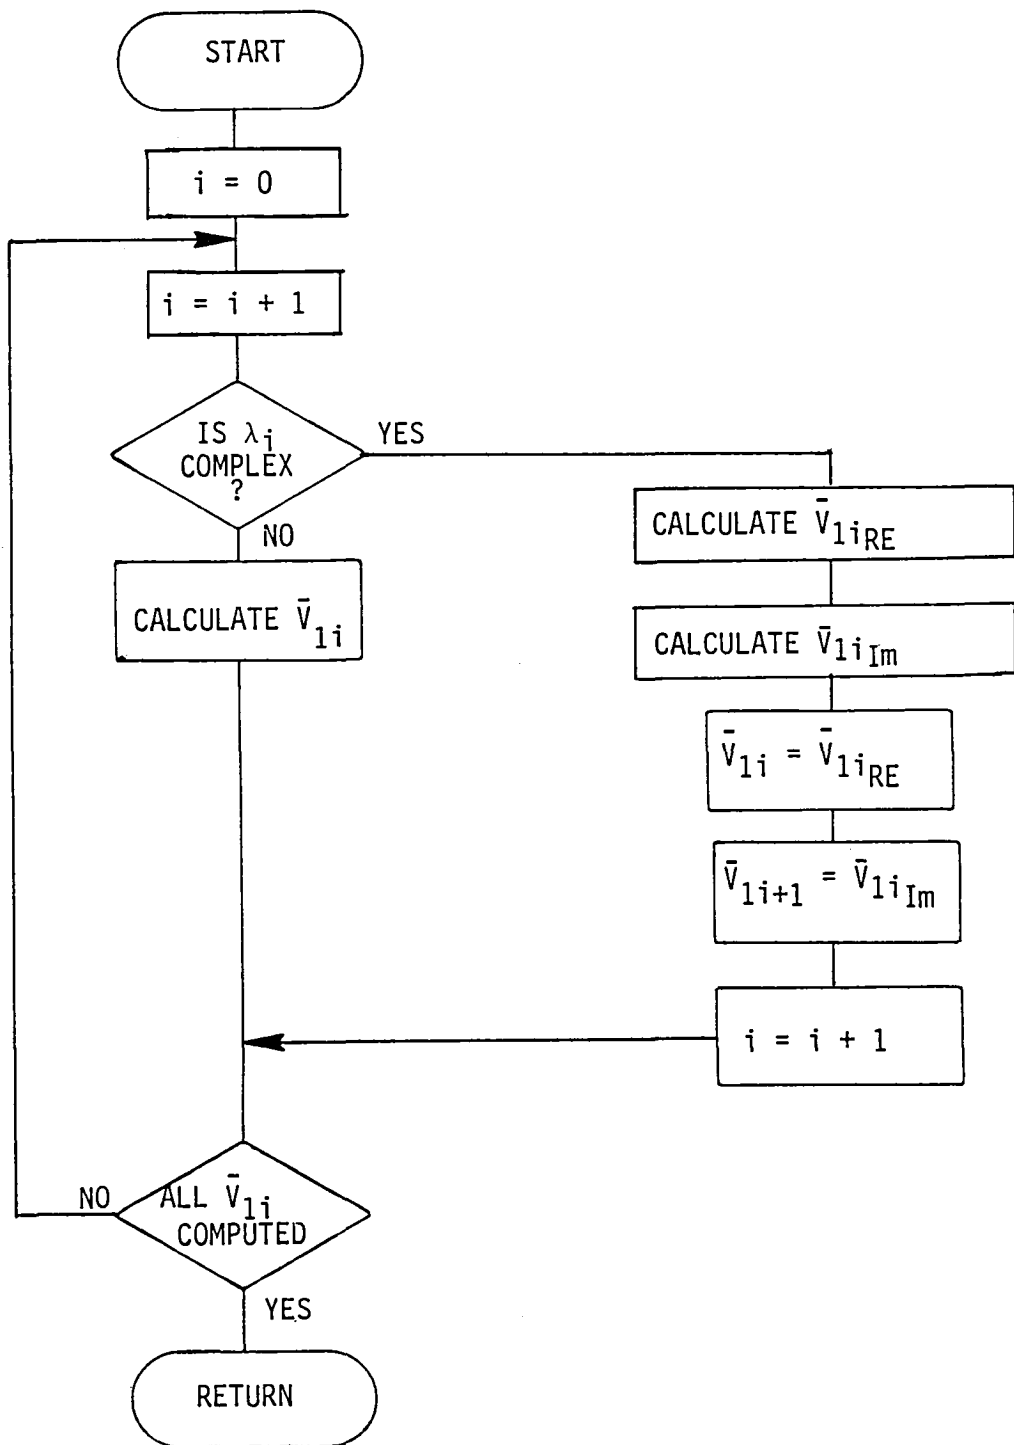 START
i = 0
i = i + 1
IS λi
COMPLEX
?
YES
NO
CALCULATE V̄1i
CALCULATE V̄1iRE
CALCULATE V̄1iIm
V̄1i = V̄1iRE
V̄1i+1 = V̄1iIm
i = i + 1
NO
ALL V̄1i
COMPUTED
YES
RETURN